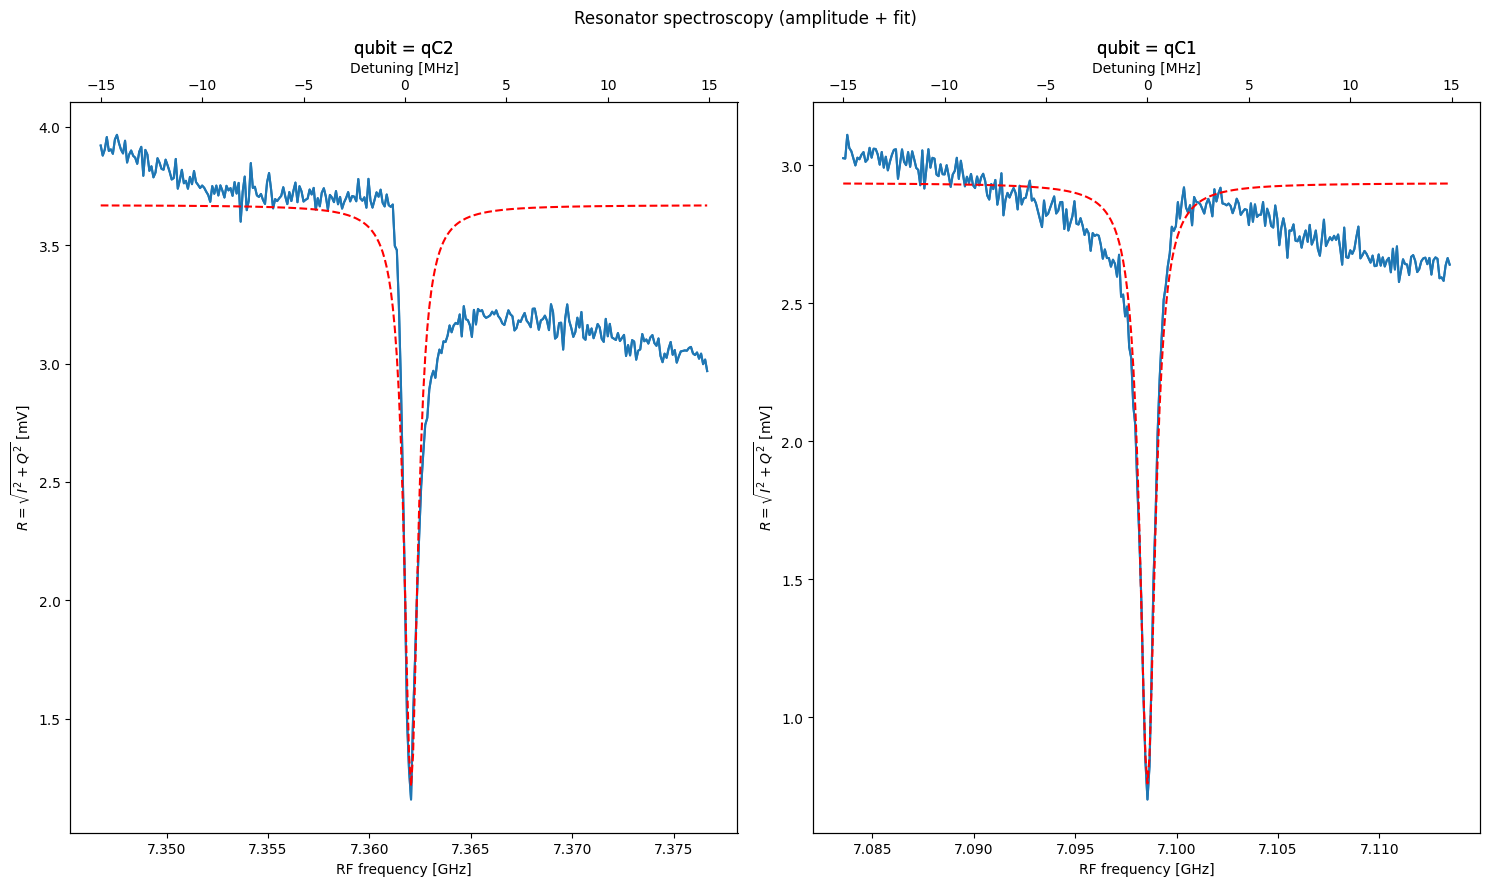 Resonator spectroscopy (amplitude + fit)
qubit = qC2
Detuning [MHz]
−15 −10 −5 0 5 10 15
4.0
3.5
3.0
2.5
2.0
1.5
R = √I² + Q² [mV]
7.350 7.355 7.360 7.365 7.370 7.375
RF frequency [GHz]
qubit = qC1
Detuning [MHz]
−15 −10 −5 0 5 10 15
3.0
2.5
2.0
1.5
1.0
R = √I² + Q² [mV]
7.085 7.090 7.095 7.100 7.105 7.110
RF frequency [GHz]